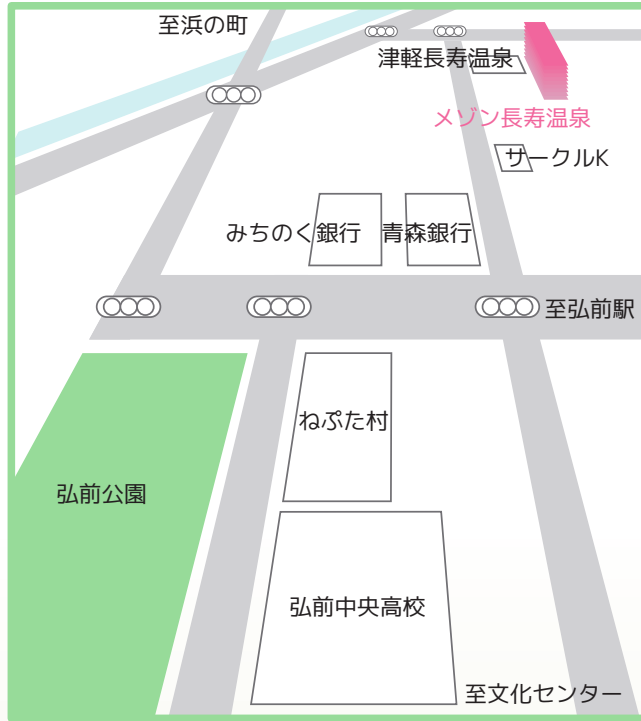 至浜の町
津軽長寿温泉
メゾン長寿温泉
サークルK
みちのく銀行
青森銀行
至弘前駅
ねぷた村
弘前公園
弘前中央高校
至文化センター